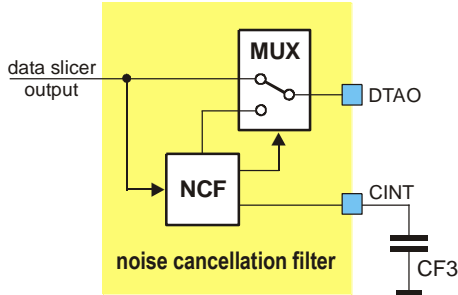 MUX
data slicer
output
DTAO
NCF
CINT
noise cancellation filter
CF3